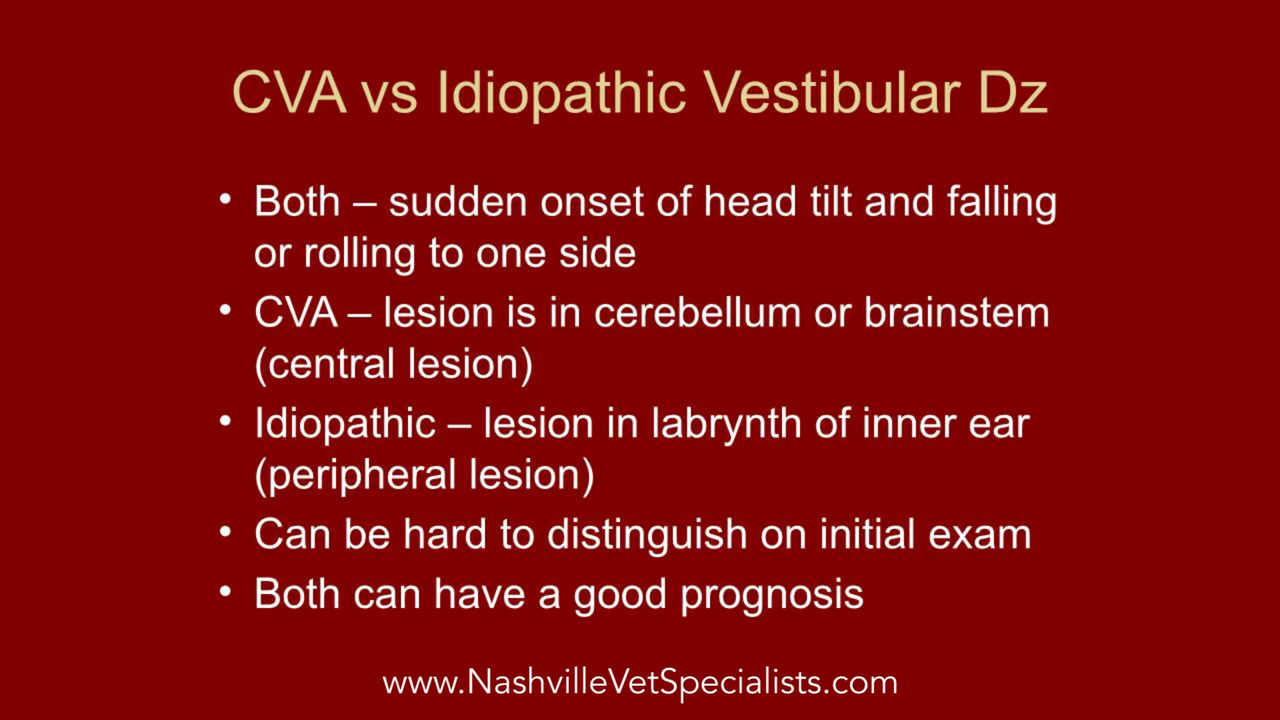 CVA vs Idiopathic Vestibular Dz
• Both – sudden onset of head tilt and falling
or rolling to one side
• CVA – lesion is in cerebellum or brainstem
(central lesion)
• Idiopathic – lesion in labrynth of inner ear
(peripheral lesion)
• Can be hard to distinguish on initial exam
• Both can have a good prognosis
www.NashvilleVetSpecialists.com